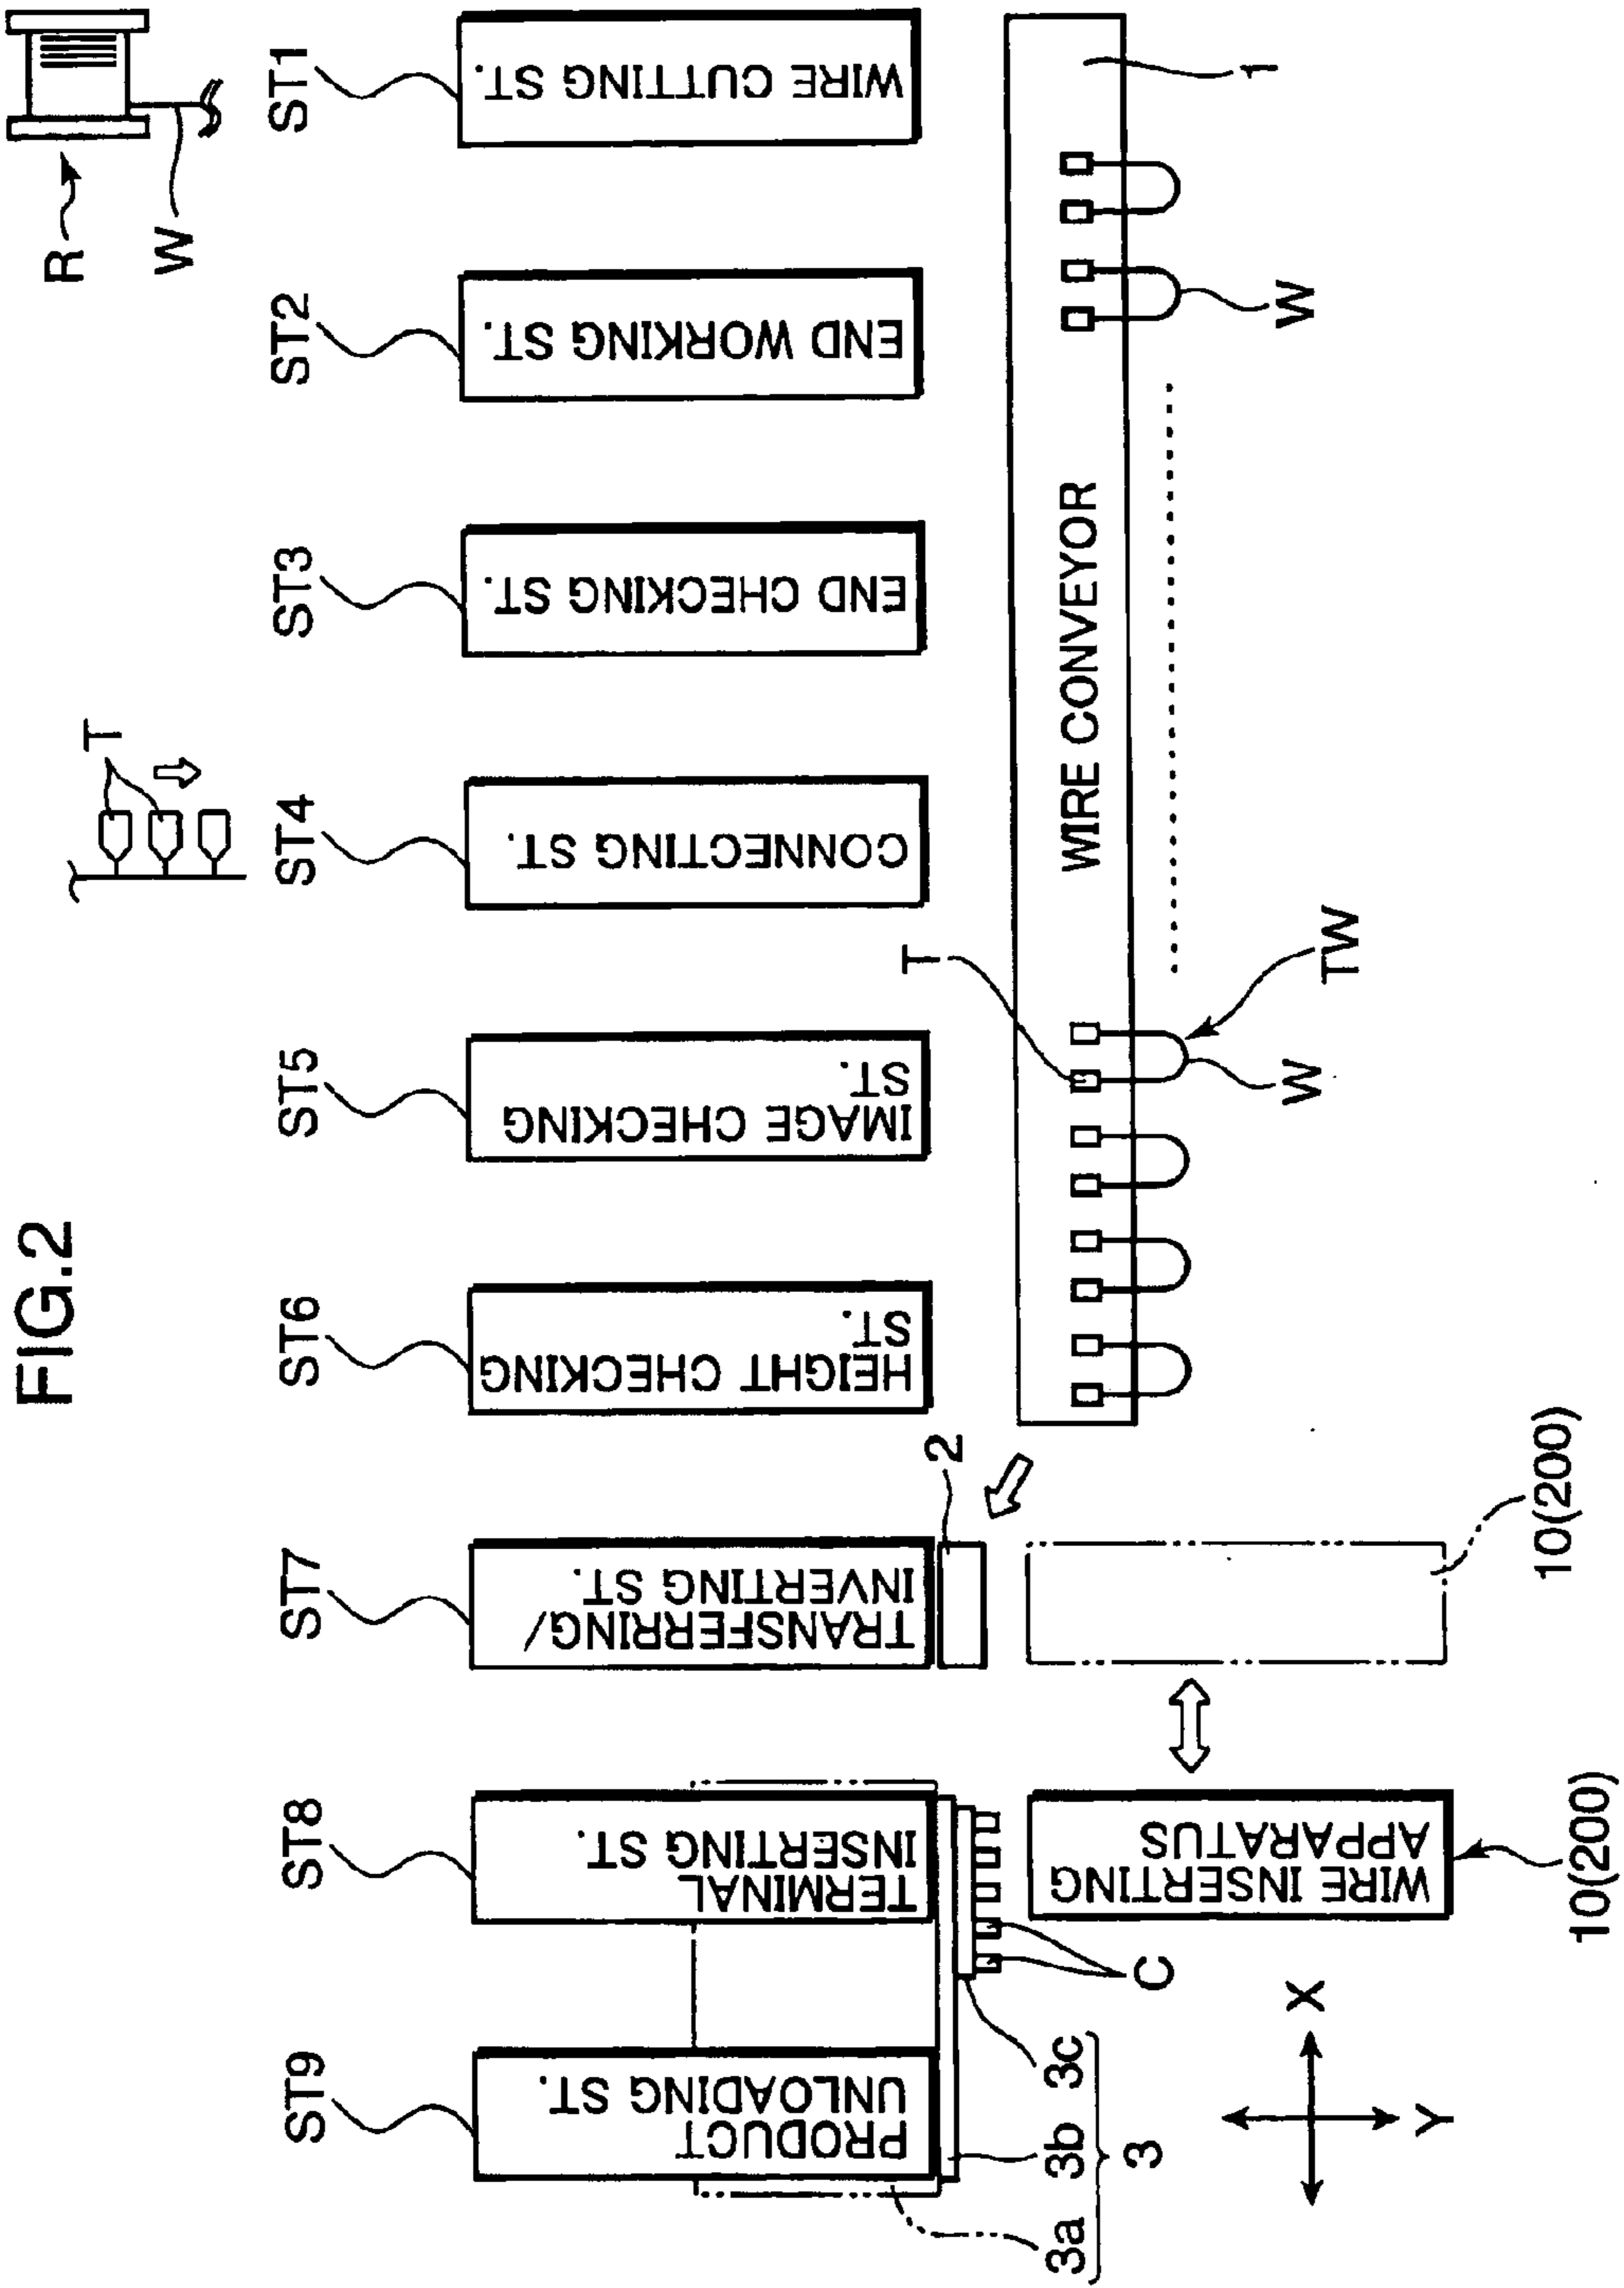 FIG.2
R
W
T
ST9
ST8
ST7
ST6
ST5
ST4
ST3
ST2
ST1
PRODUCT
UNLOADING ST.
TERMINAL
INSERTING ST.
TRANSFERRING/
INVERTING ST.
HEIGHT CHECKING
ST.
IMAGE CHECKING
ST.
CONNECTING ST.
END CHECKING ST.
END WORKING ST.
WIRE CUTTING ST.
2
T
3a
3b
3c
3
C
WIRE INSERTING
APPARATUS
WIRE CONVEYOR
1
W
TW
W
X
Y
10(200)
10(200)